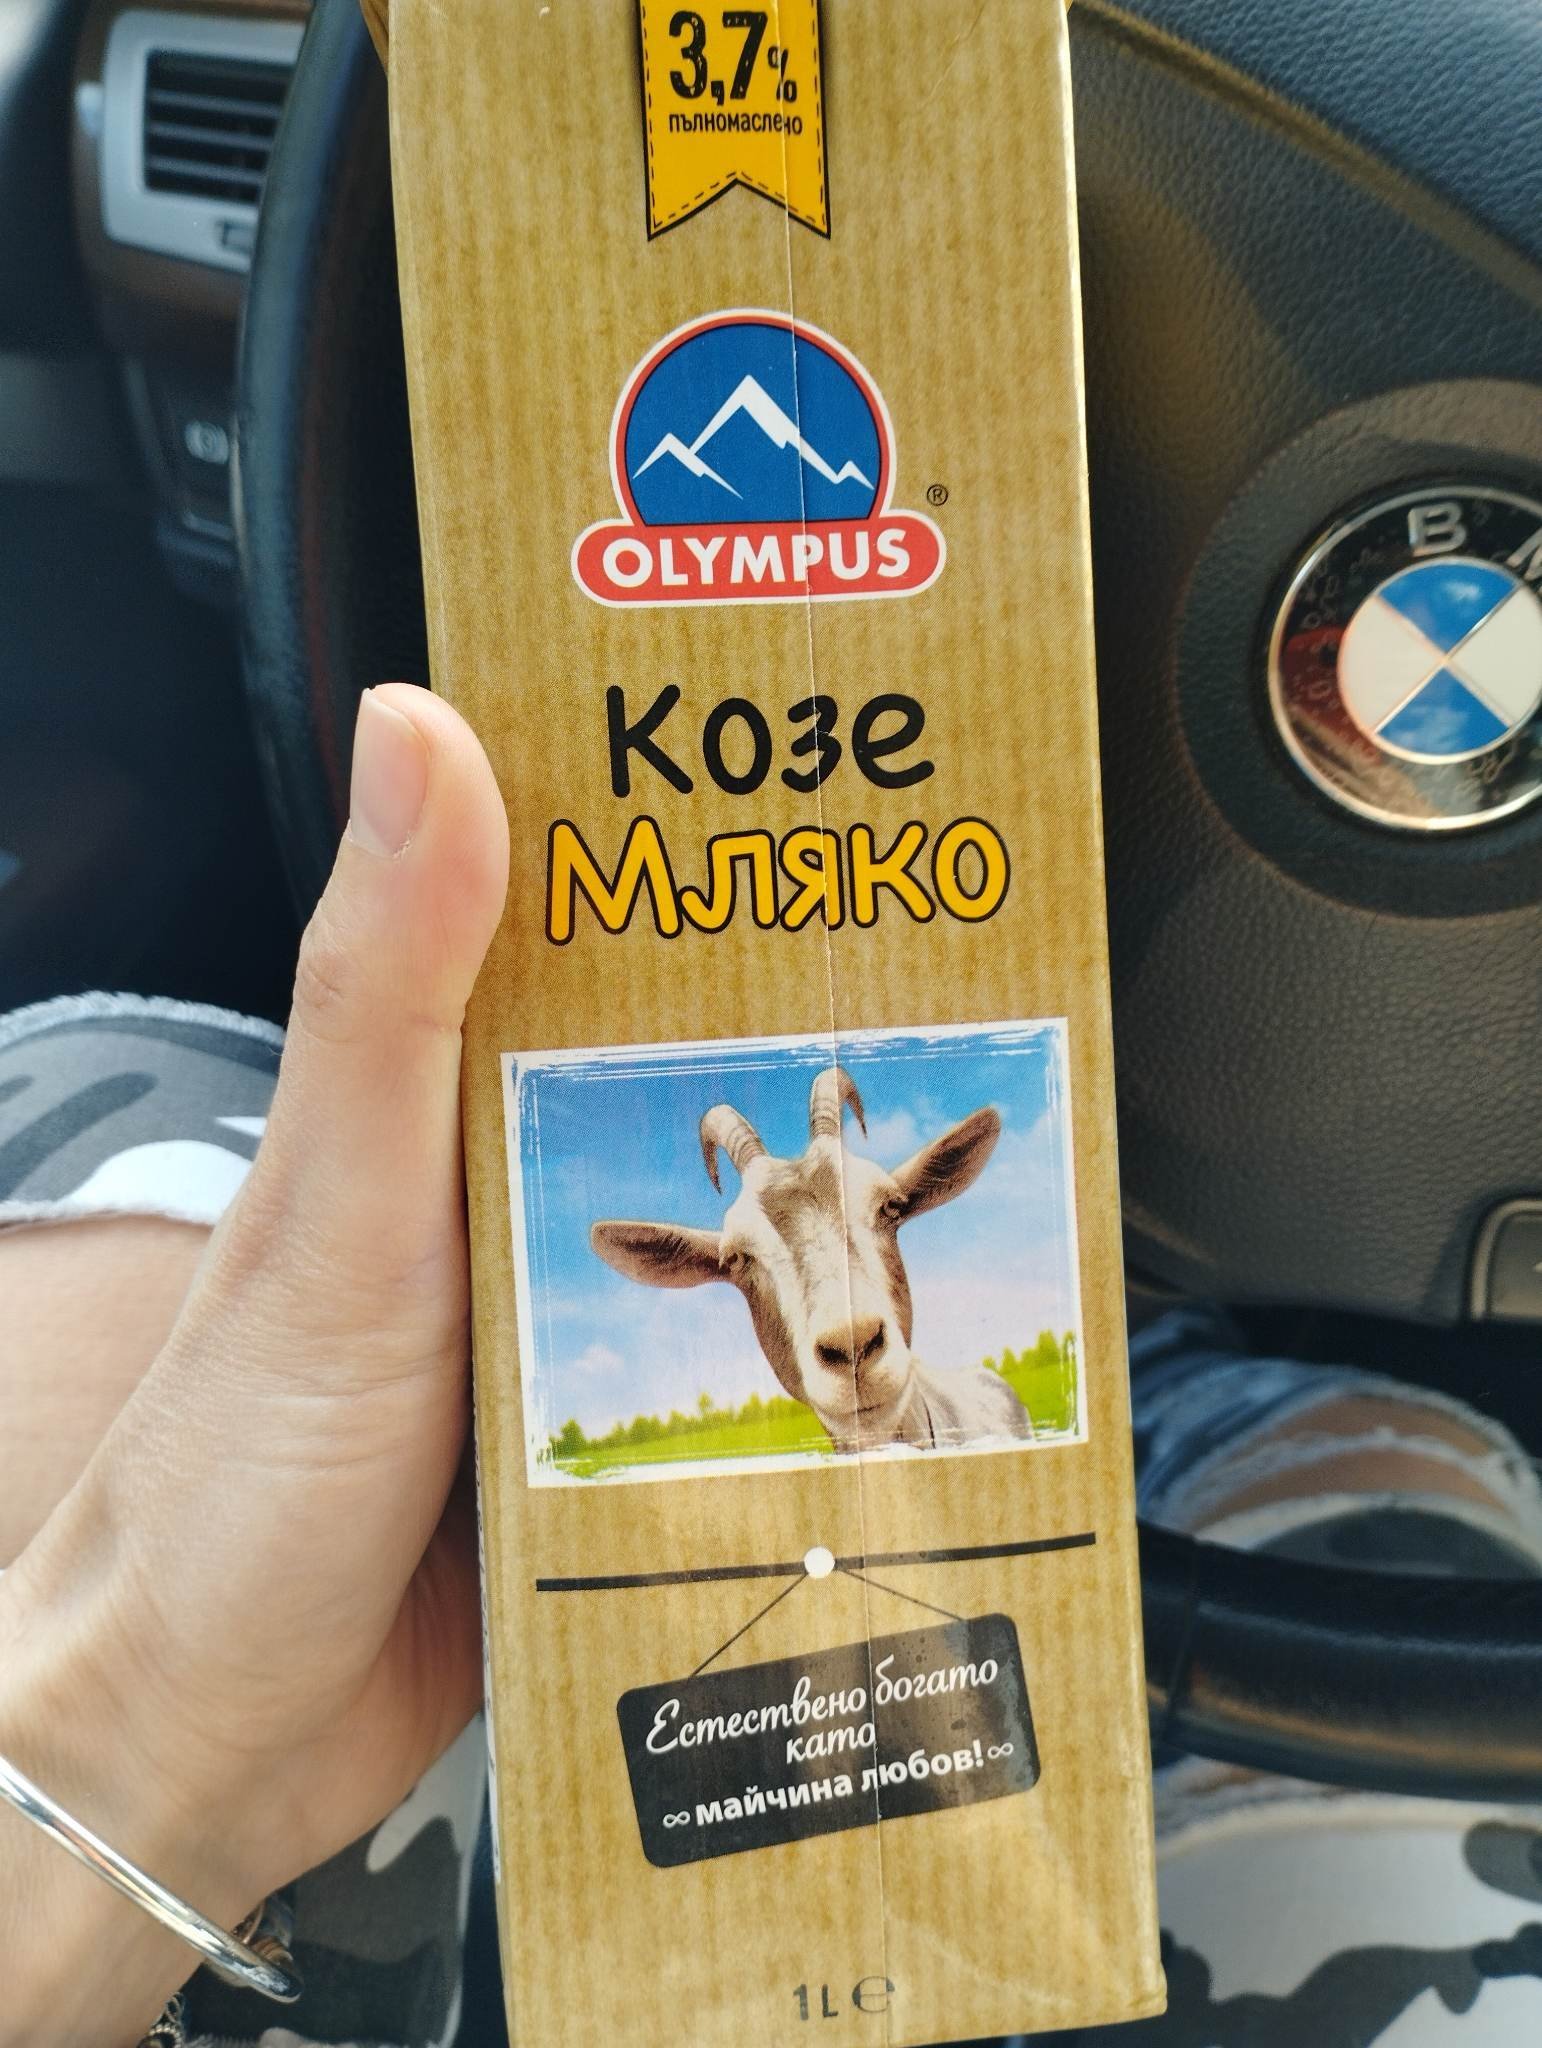 3,7%
пълномаслено
OLYMPUS
®
козе
Мляко
Естествено богато
като
∞майчина любов!∞
1L ℮
B M